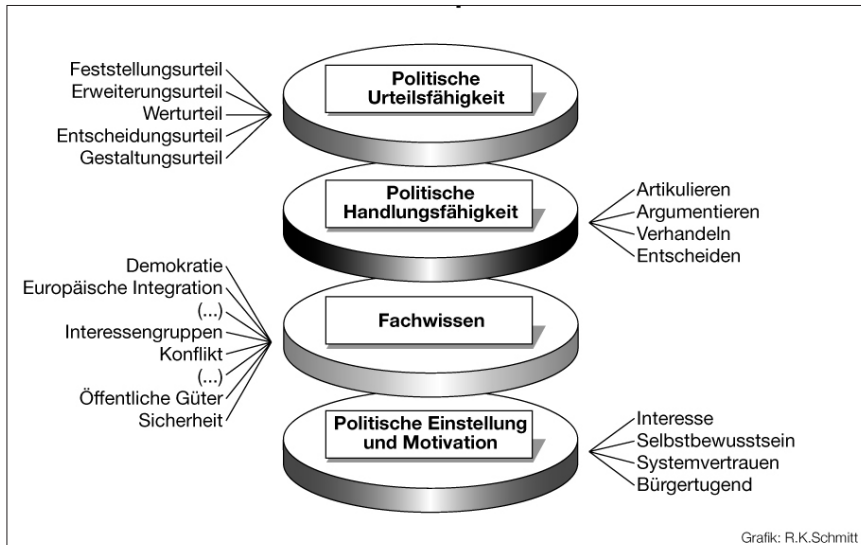 Feststellungsurteil
Erweiterungsurteil
Werturteil
Entscheidungsurteil
Gestaltungsurteil
Politische
Urteilsfähigkeit
Politische
Handlungsfähigkeit
Artikulieren
Argumentieren
Verhandeln
Entscheiden
Demokratie
Europäische Integration
(...)
Interessengruppen
Konflikt
(...)
Öffentliche Güter
Sicherheit
Fachwissen
Politische Einstellung
und Motivation
Interesse
Selbstbewusstsein
Systemvertrauen
Bürgertugend
Grafik: R.K.Schmitt